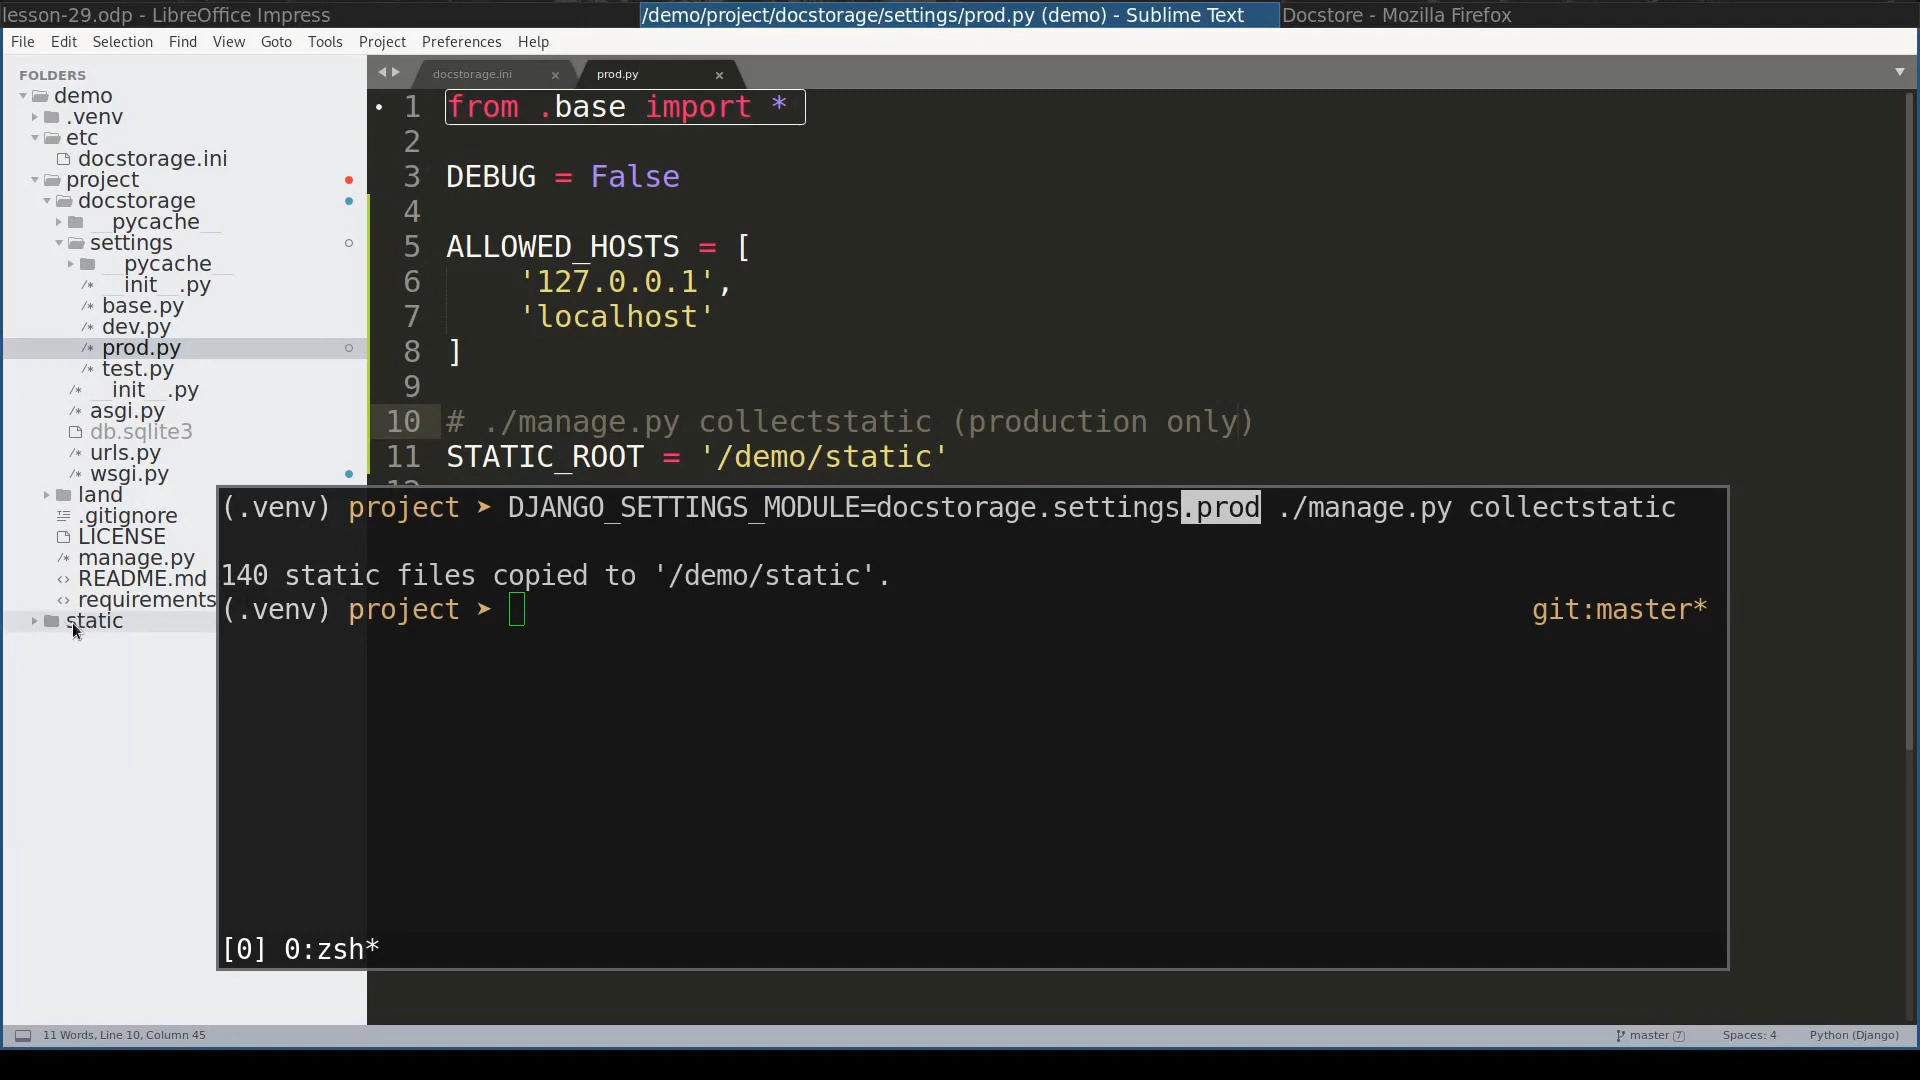 lesson-29.odp - LibreOffice Impress
/demo/project/docstorage/settings/prod.py (demo) - Sublime Text
Docstore - Mozilla Firefox
File Edit Selection Find View Goto Tools Project Preferences Help
FOLDERS
demo
.venv
etc
docstorage.ini
project
docstorage
__pycache__
settings
__pycache__
__init__.py
base.py
dev.py
prod.py
test.py
__init__.py
asgi.py
db.sqlite3
urls.py
wsgi.py
land
.gitignore
LICENSE
manage.py
README.md
requirements
static
docstorage.ini
prod.py
1 from .base import *
2
3 DEBUG = False
4
5 ALLOWED_HOSTS = [
6 '127.0.0.1',
7 'localhost'
8 ]
9
10 # ./manage.py collectstatic (production only)
11 STATIC_ROOT = '/demo/static'
(.venv) project ➤ DJANGO_SETTINGS_MODULE=docstorage.settings.prod ./manage.py collectstatic
140 static files copied to '/demo/static'.
(.venv) project ➤ git:master*
[0] 0:zsh*
11 Words, Line 10, Column 45
master 7
Spaces: 4
Python (Django)